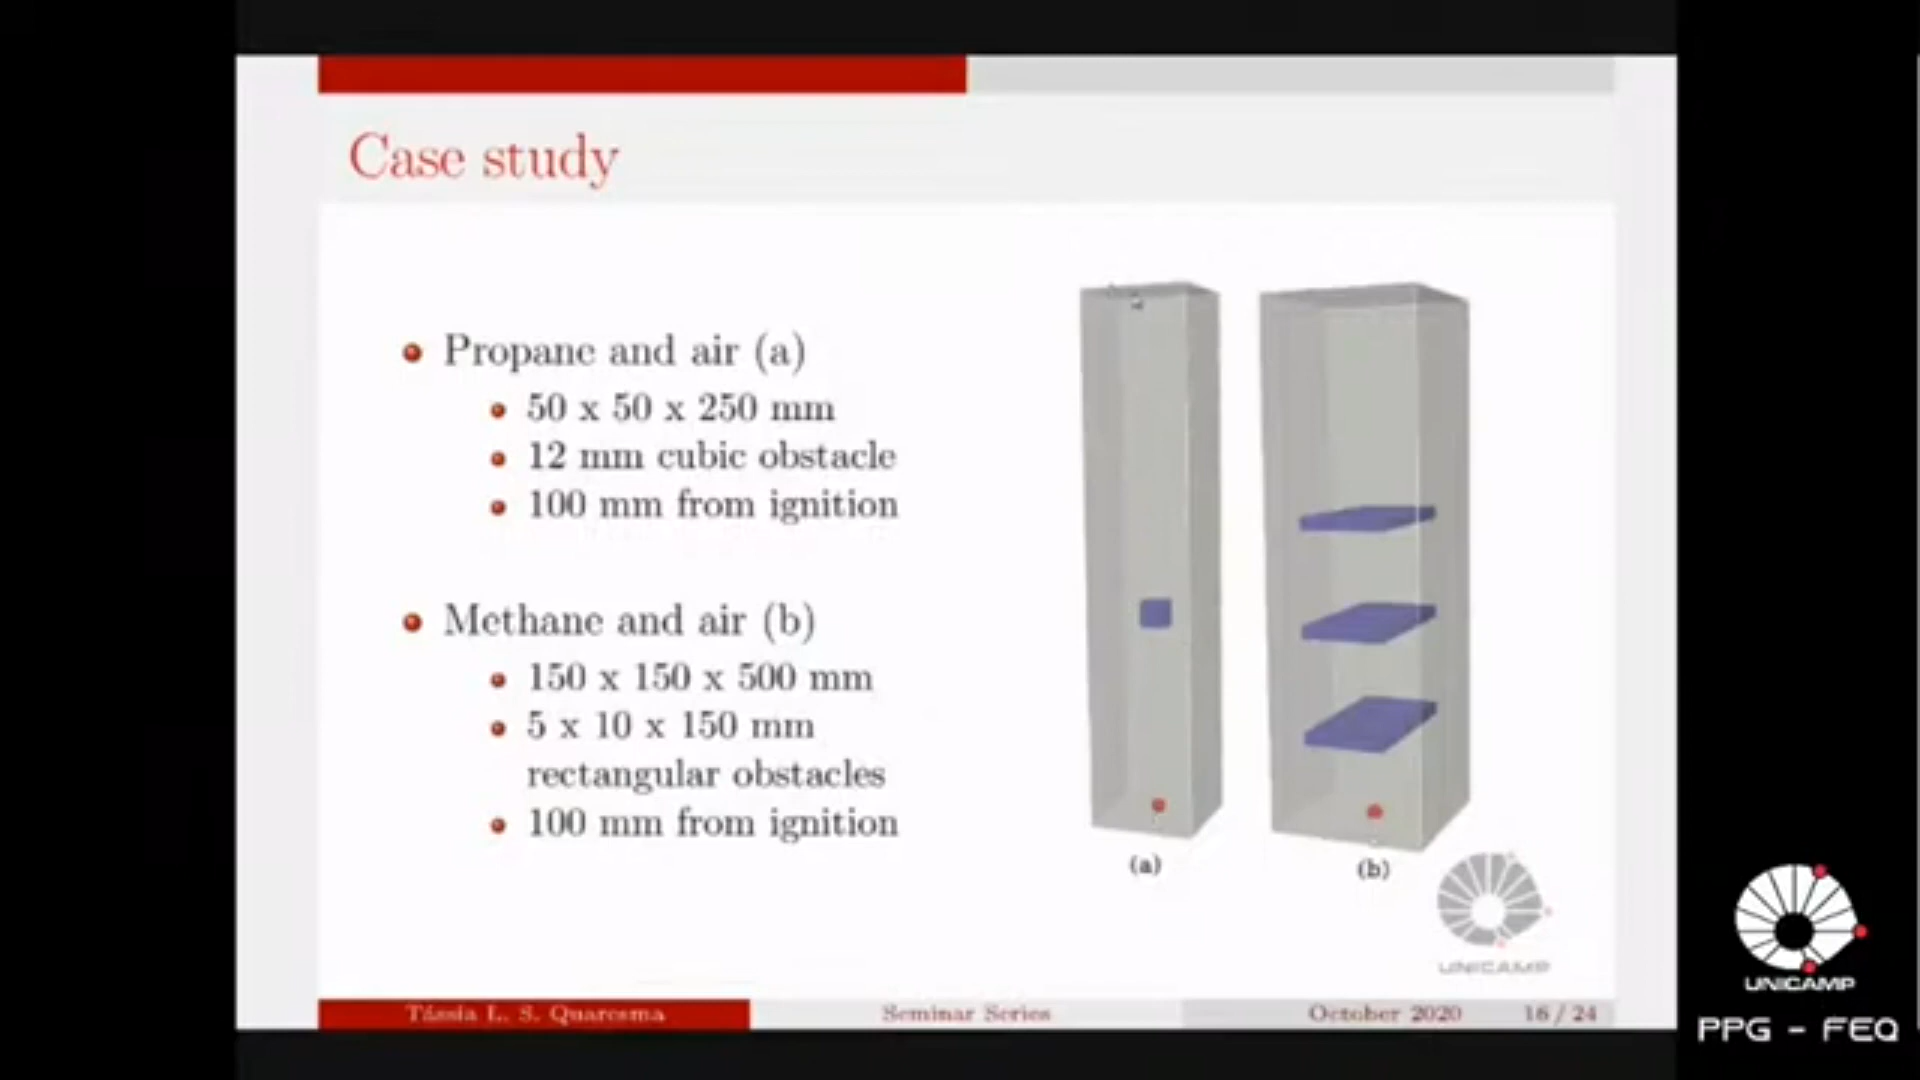 Case study
Propane and air (a)
50 x 50 x 250 mm
12 mm cubic obstacle
100 mm from ignition
Methane and air (b)
150 x 150 x 500 mm
5 x 10 x 150 mm
rectangular obstacles
100 mm from ignition
(a)
(b)
UNICAMP
Tássia L. S. Quaresma
Seminar Series
October 2020
16 / 24
UNICAMP
PPG - FEQ